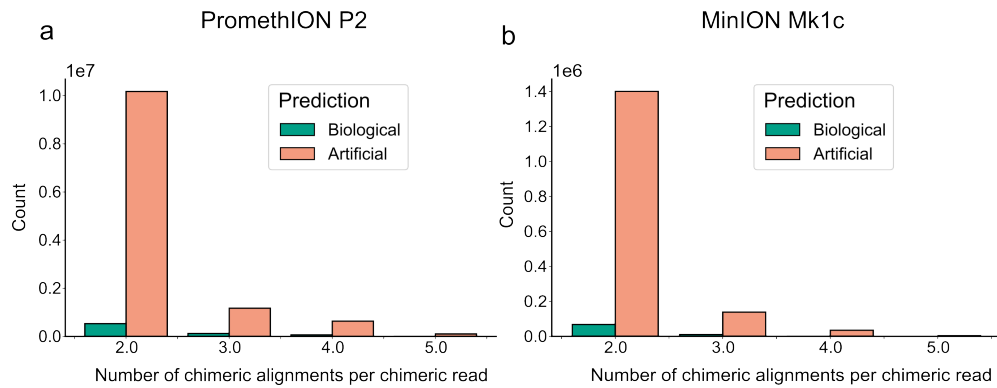 a
PromethION P2
1e7
Prediction
Biological
Artificial
Count
1.0
0.8
0.6
0.4
0.2
0.0
2.0 3.0 4.0 5.0
Number of chimeric alignments per chimeric read
b
MinION Mk1c
1e6
Prediction
Biological
Artificial
Count
1.4
1.2
1.0
0.8
0.6
0.4
0.2
0.0
2.0 3.0 4.0 5.0
Number of chimeric alignments per chimeric read